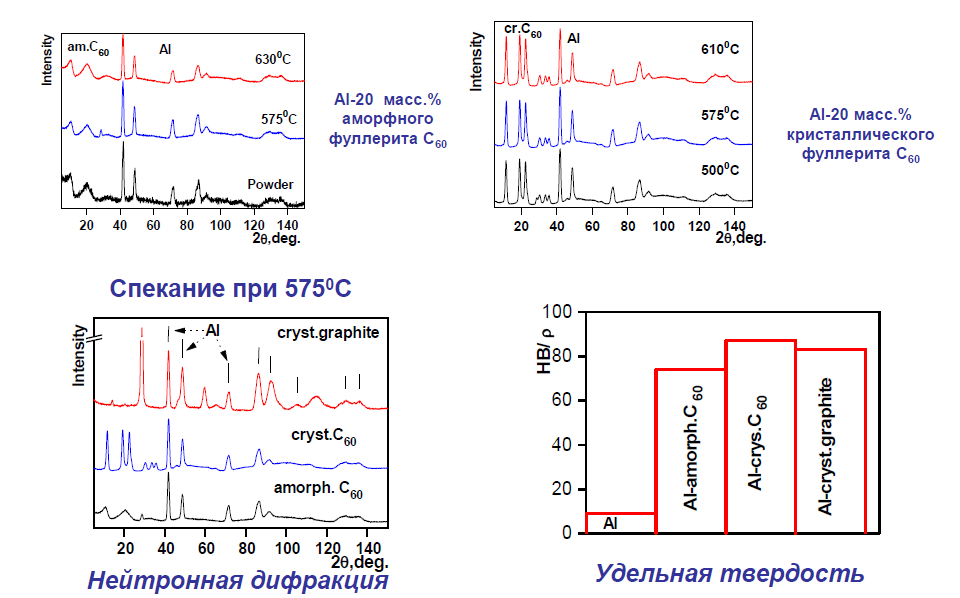 Intensity
am.C60
Al
630⁰C
575⁰C
Powder
20 40 60 80 100 120 140
2θ,deg.
Al-20 масс.%
аморфного
фуллерита C60
Intensity
cr.C60
Al
610⁰C
575⁰C
500⁰C
20 40 60 80 100 120 140
2θ,deg.
Al-20 масс.%
кристаллического
фуллерита C60
Спекание при 575⁰C
Intensity
Al
cryst.graphite
cryst.C60
amorph. C60
20 40 60 80 100 120 140
2θ,deg.
Нейтронная дифракция
HB/ ρ
100
80
60
40
20
0
Al
Al-amorph.C 60
Al-crys.C 60
Al-cryst.graphite
Удельная твердость